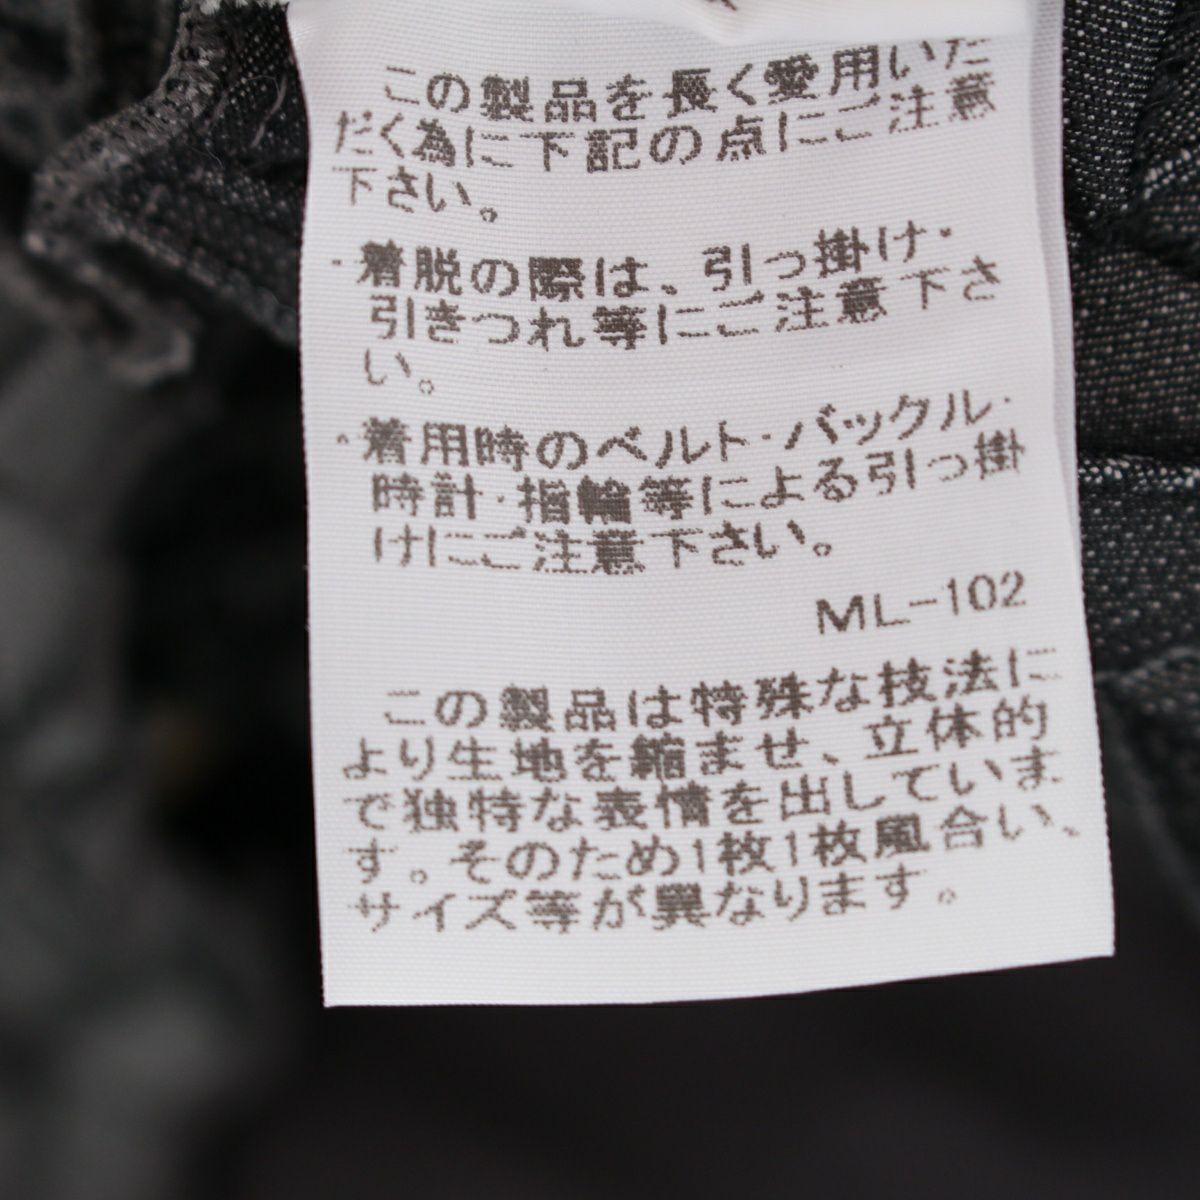 この製品を長く愛用いた
だく為に下記の点にご注意
下さい。
・着脱の際は、引っ掛け・
引きつれ等にご注意下さ
い。
・着用時のベルト・バックル・
時計・指輪等による引っ掛
けにご注意下さい。
ML-102
この製品は特殊な技法に
より生地を縮ませ、立体的
で独特な表情を出していま
す。そのため1枚1枚風合い、
サイズ等が異なります。